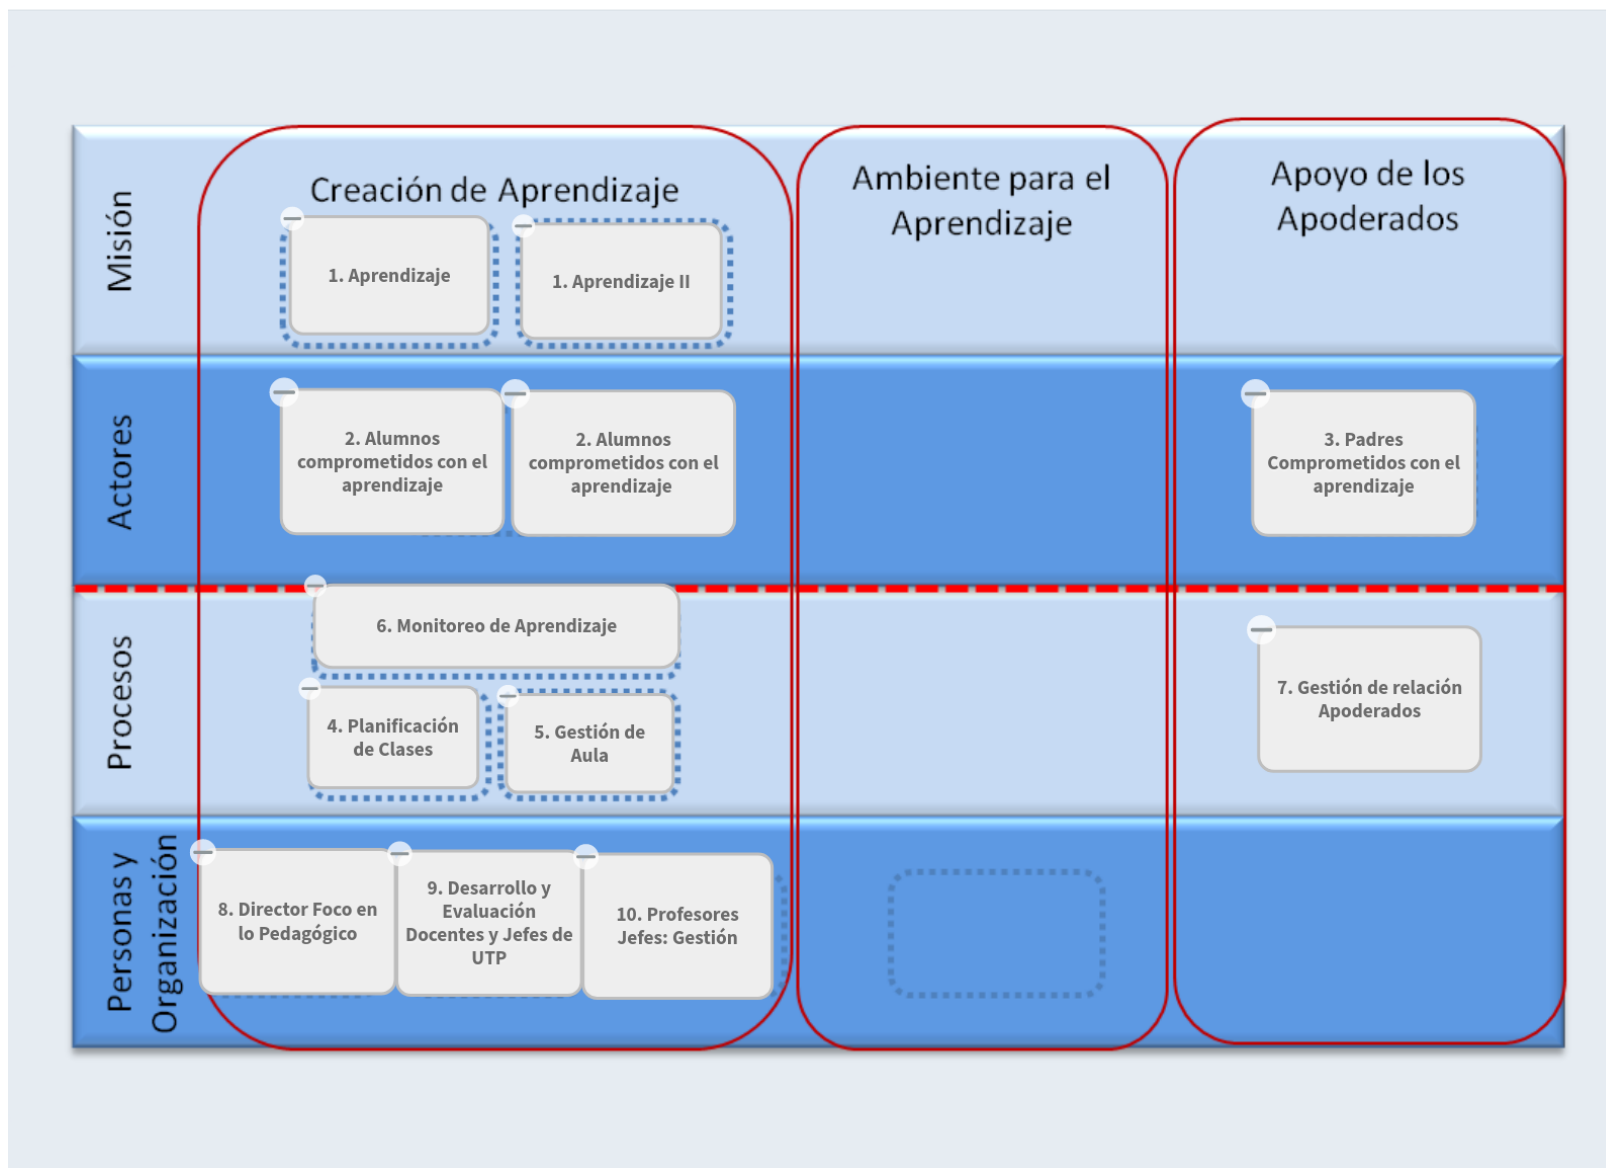 Misión
Creación de Aprendizaje
Ambiente para el
Aprendizaje
Apoyo de los
Apoderados
1. Aprendizaje
1. Aprendizaje II
Actores
2. Alumnos
comprometidos con el
aprendizaje
2. Alumnos
comprometidos con el
aprendizaje
3. Padres
Comprometidos con el
aprendizaje
Procesos
6. Monitoreo de Aprendizaje
4. Planificación
de Clases
5. Gestión de
Aula
7. Gestión de relación
Apoderados
Personas y
Organización
8. Director Foco en
lo Pedagógico
9. Desarrollo y
Evaluación
Docentes y Jefes de
UTP
10. Profesores
Jefes: Gestión